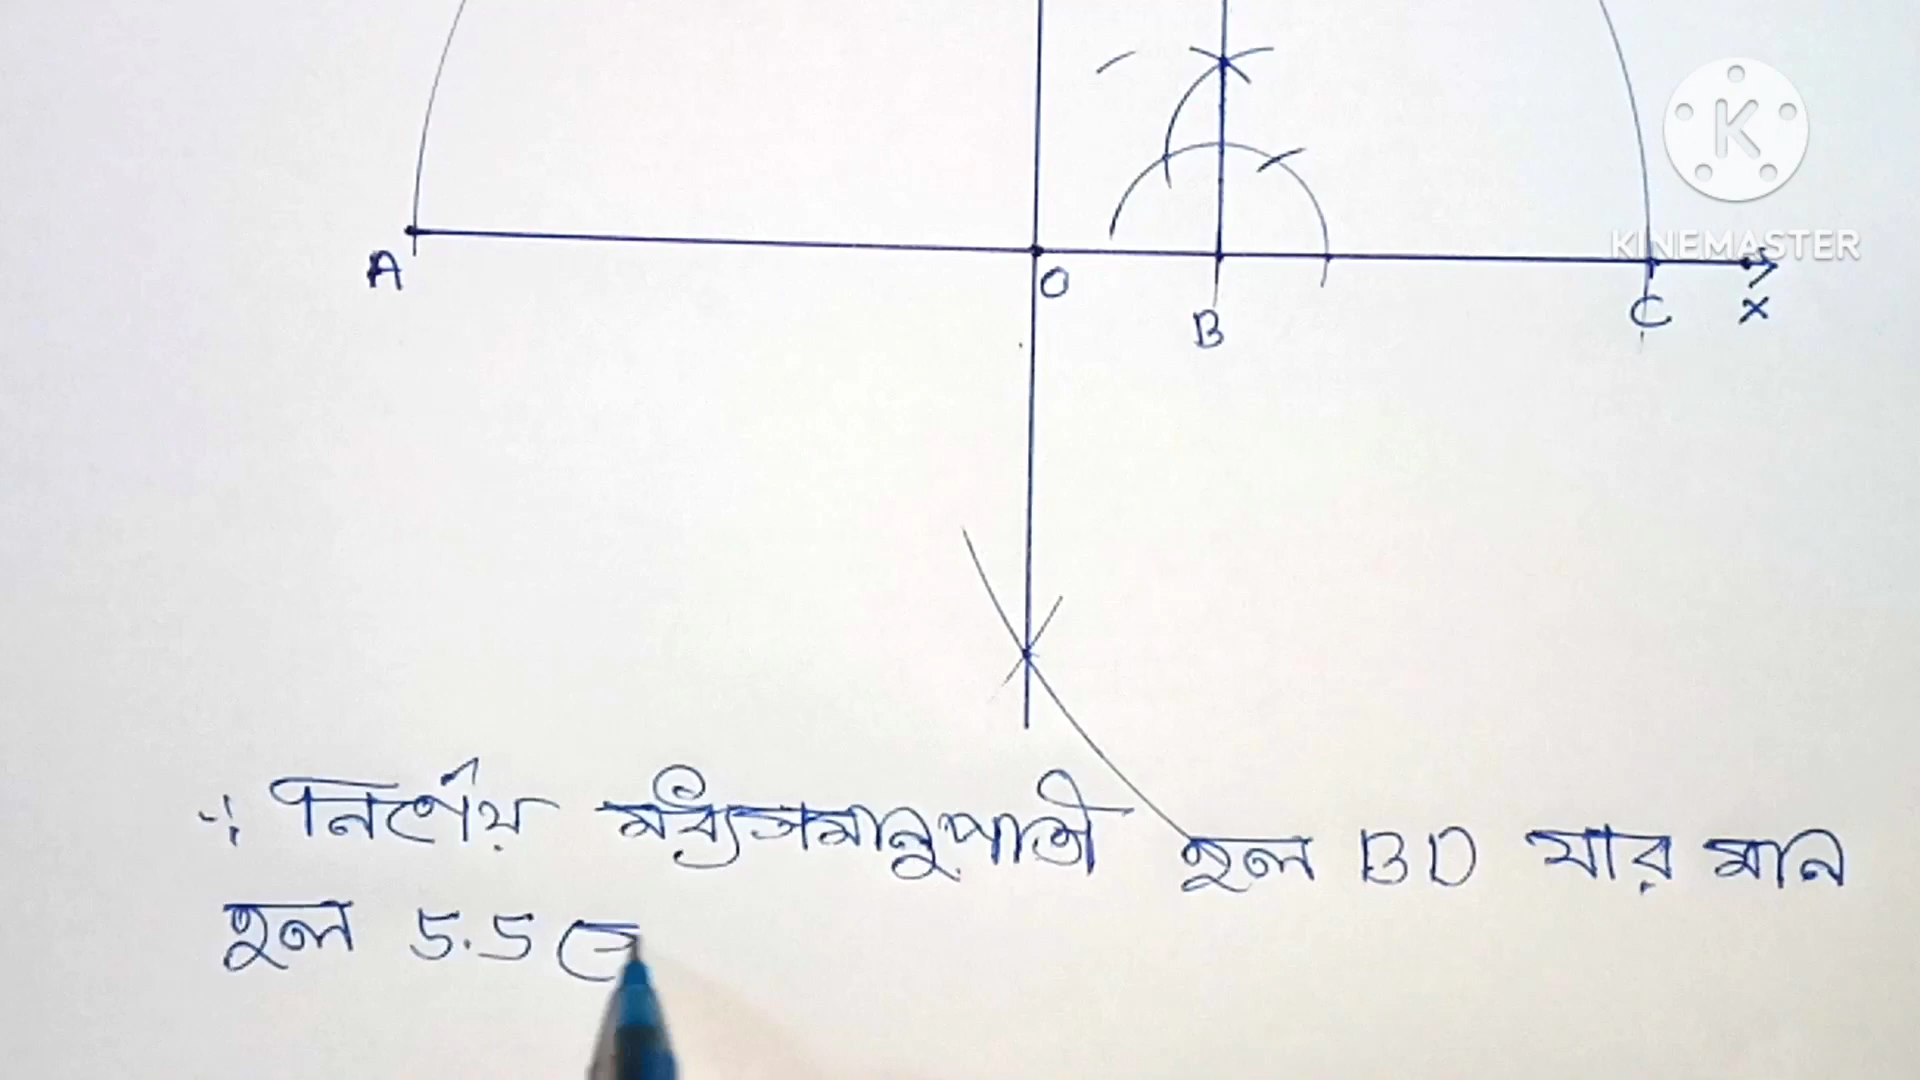 K
KINEMASTER
A
O
B
C
X
∴ নির্ণেয় মধ্যসমানুপাতী হল BD যার মান
হল 5.5 সে